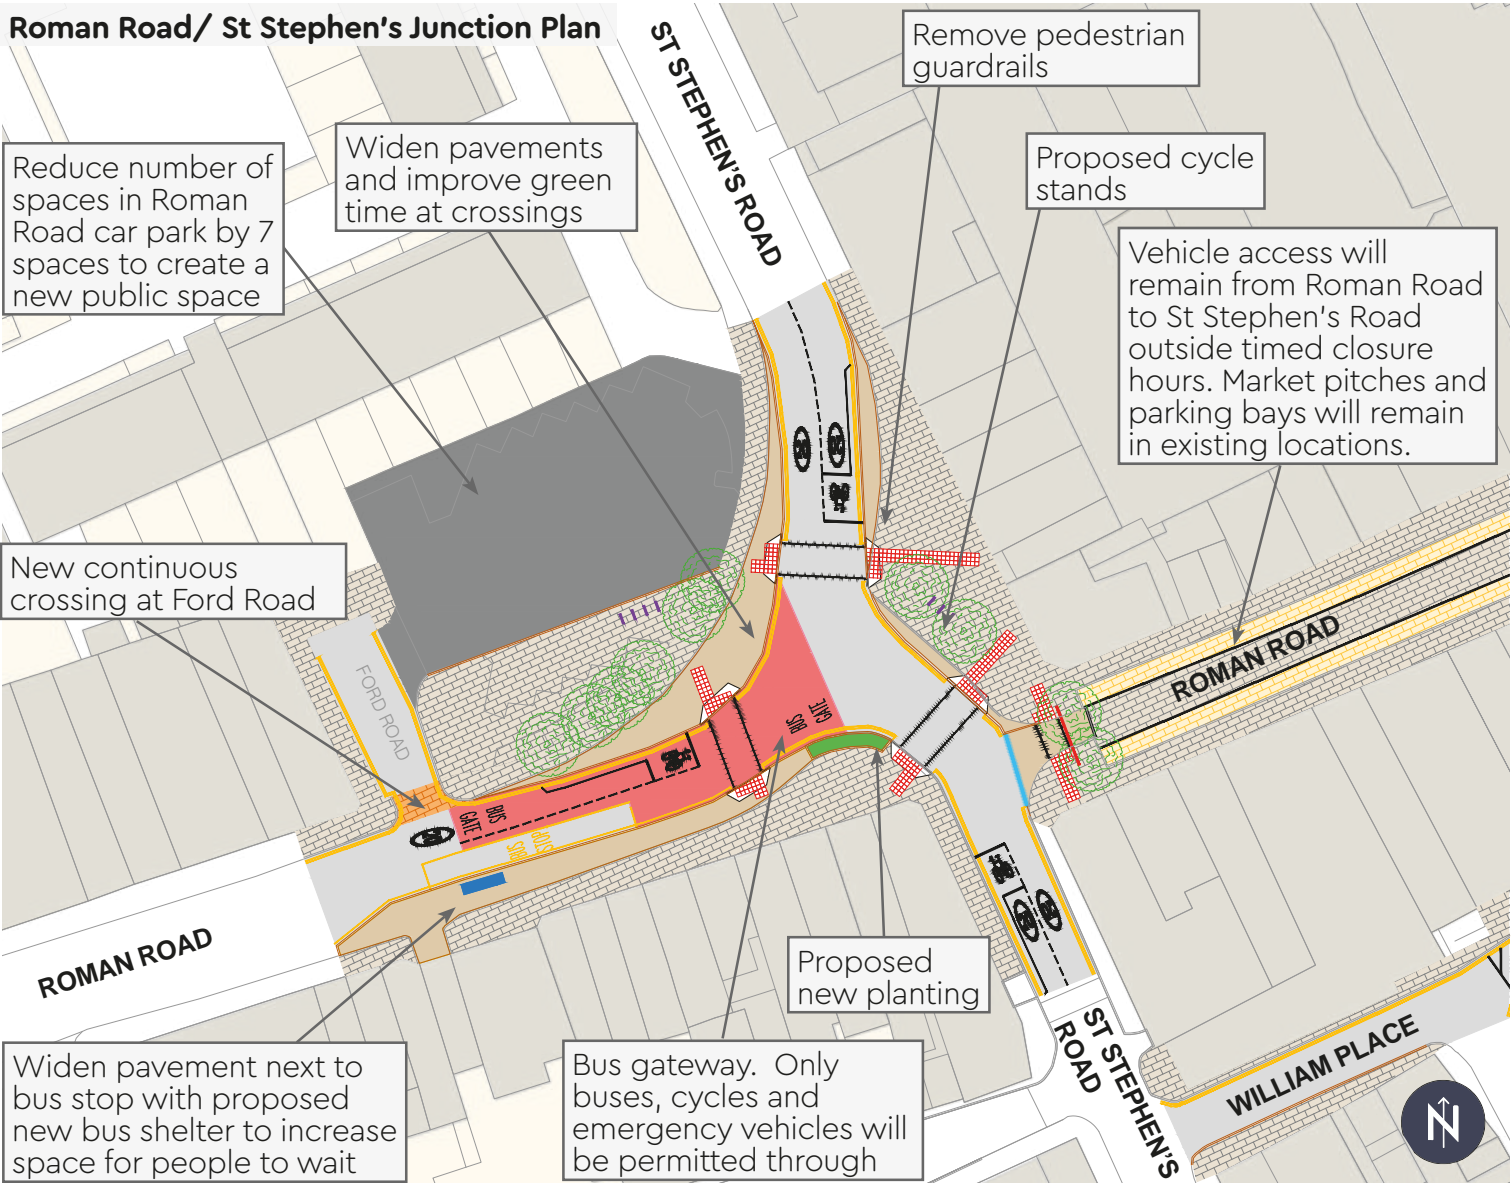 Roman Road/ St Stephen's Junction Plan
ST STEPHEN'S ROAD
Remove pedestrian
guardrails
Widen pavements
and improve green
time at crossings
Reduce number of
spaces in Roman
Road car park by 7
spaces to create a
new public space
Proposed cycle
stands
Vehicle access will
remain from Roman Road
to St Stephen's Road
outside timed closure
hours. Market pitches and
parking bays will remain
in existing locations.
New continuous
crossing at Ford Road
FORD ROAD
ROMAN ROAD
BUS
GATE
BUS
GATE
BUS
STOP
ROMAN ROAD
Proposed
new planting
Widen pavement next to
bus stop with proposed
new bus shelter to increase
space for people to wait
Bus gateway. Only
buses, cycles and
emergency vehicles will
be permitted through
ST STEPHEN'S
ROAD
WILLIAM PLACE
N